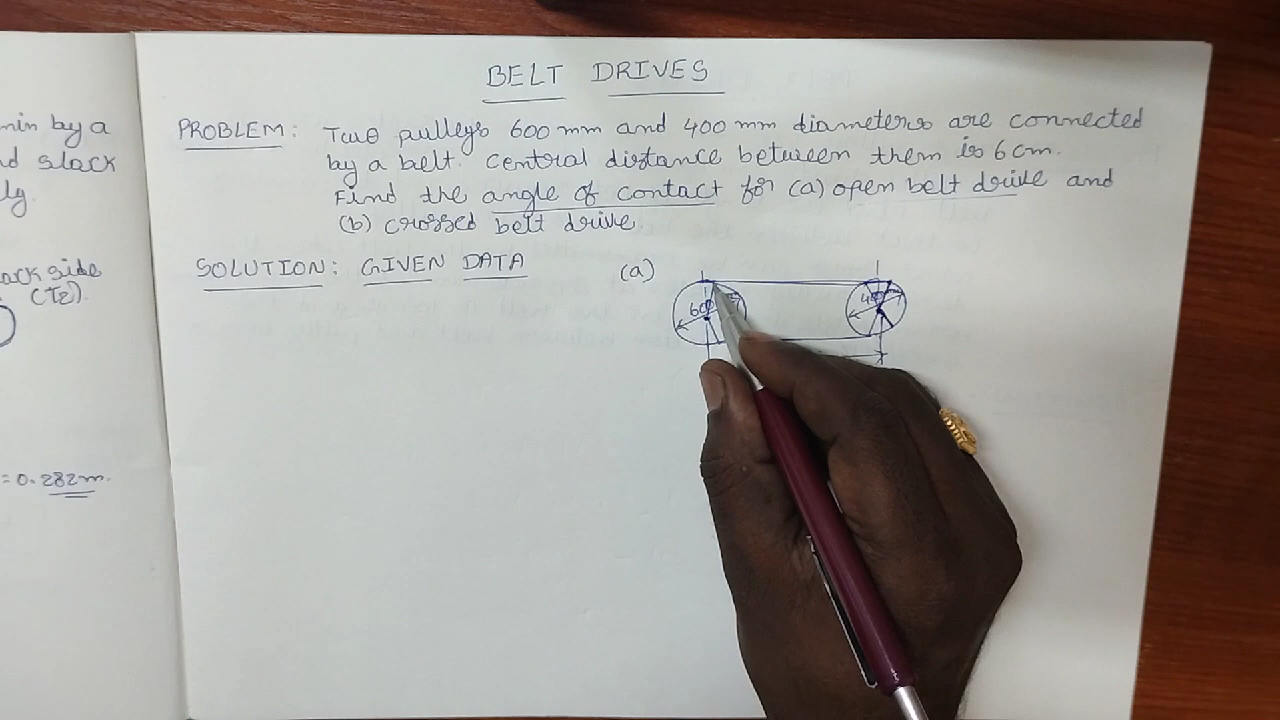 BELT DRIVES
min by a
d slack
ly.
ack side
(T2).
= 0.282m.
PROBLEM: Two pulleys 600 mm and 400 mm diameters are connected
by a belt. Central distance between them is 6 cm.
Find the angle of contact for (a) open belt drive and
(b) crossed belt drive.
SOLUTION: GIVEN DATA
(a)